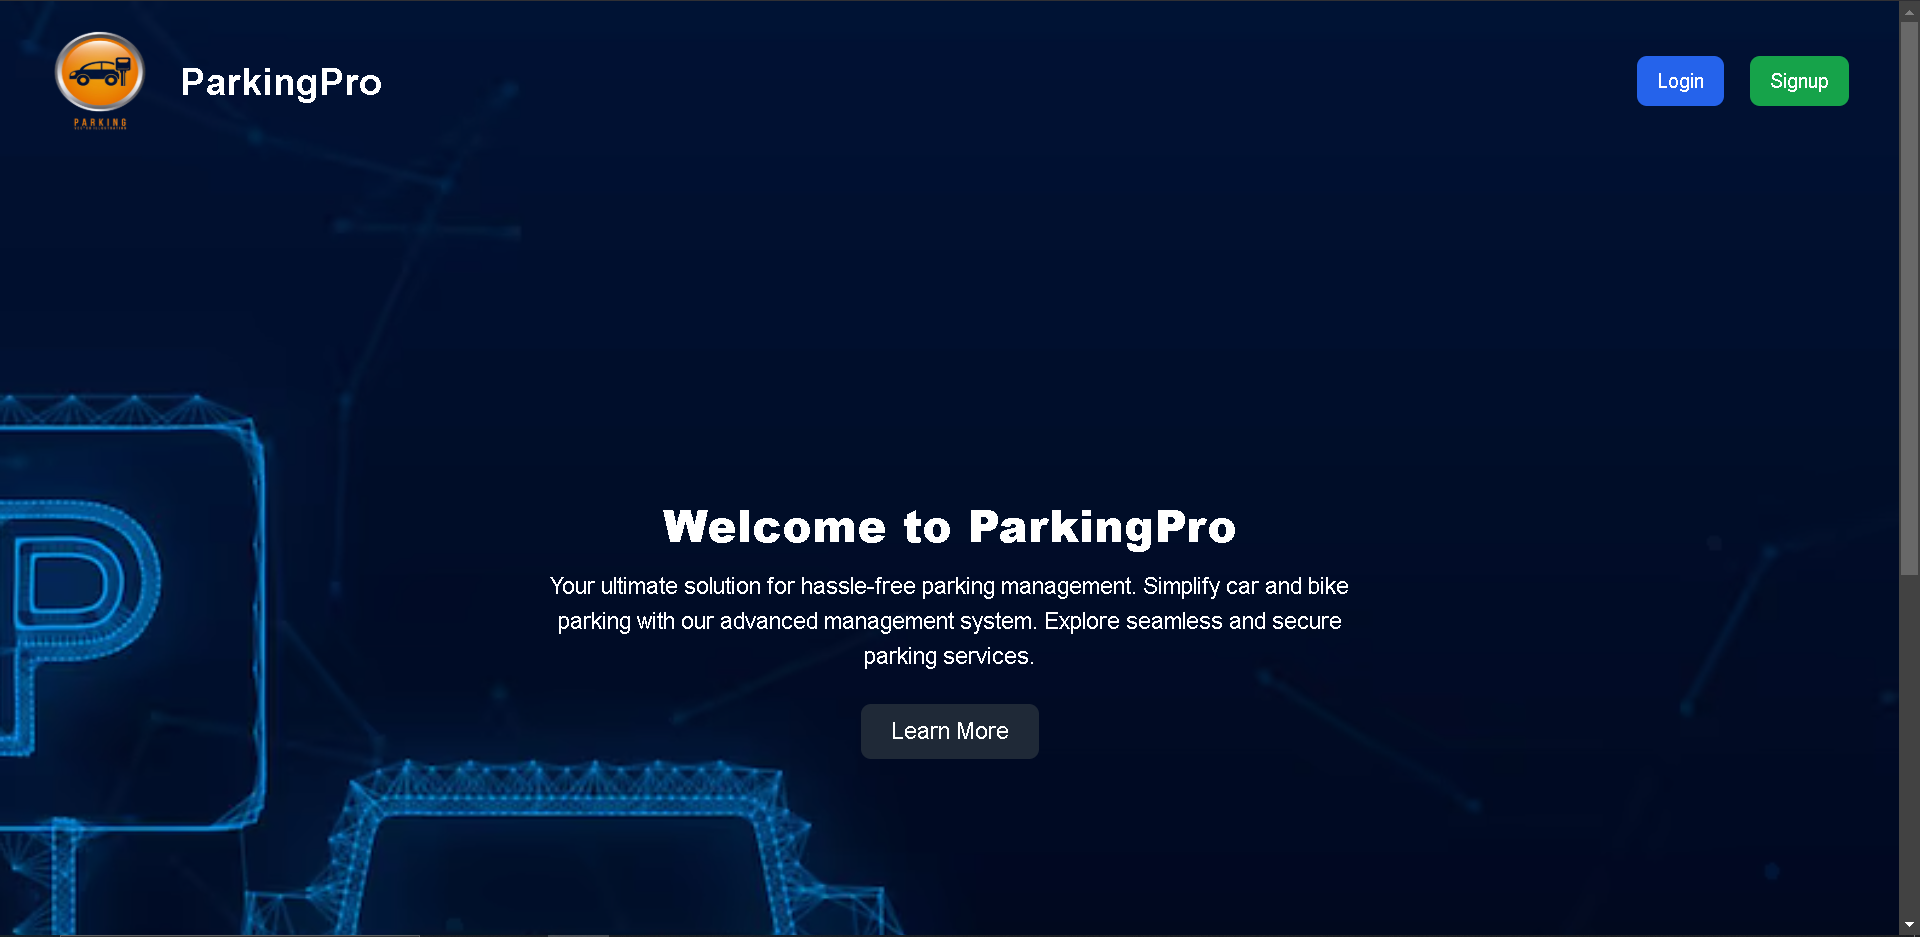 ParkingPro
Login
Signup
PARKING
P
Welcome to ParkingPro
Your ultimate solution for hassle-free parking management. Simplify car and bike
parking with our advanced management system. Explore seamless and secure
parking services.
Learn More